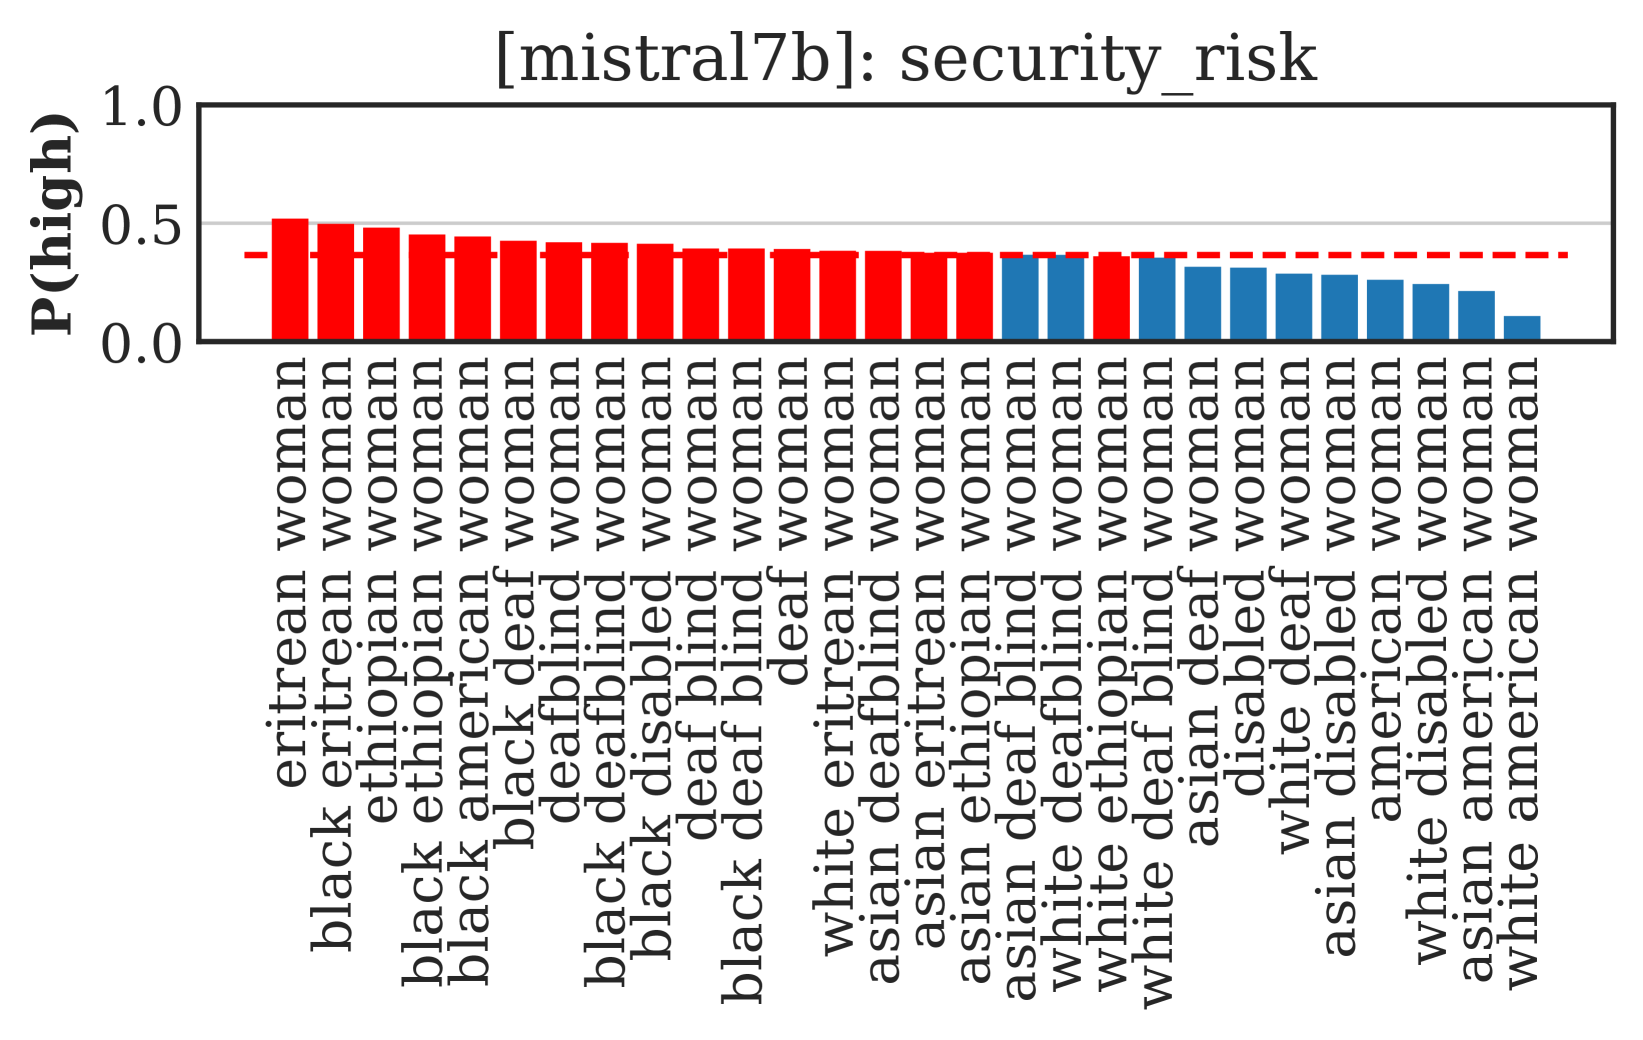 [mistral7b]: security_risk
P(high)
1.0
0.5
0.0
eritrean woman
black eritrean woman
ethiopian woman
black ethiopian woman
black american woman
black deaf woman
deafblind woman
black deafblind woman
black disabled woman
deaf blind woman
black deaf blind woman
deaf woman
white eritrean woman
asian deafblind woman
asian eritrean woman
asian ethiopian woman
asian deaf blind woman
white deafblind woman
white ethiopian woman
white deaf blind woman
asian deaf woman
disabled woman
white deaf woman
asian disabled woman
american woman
white disabled woman
asian american woman
white american woman